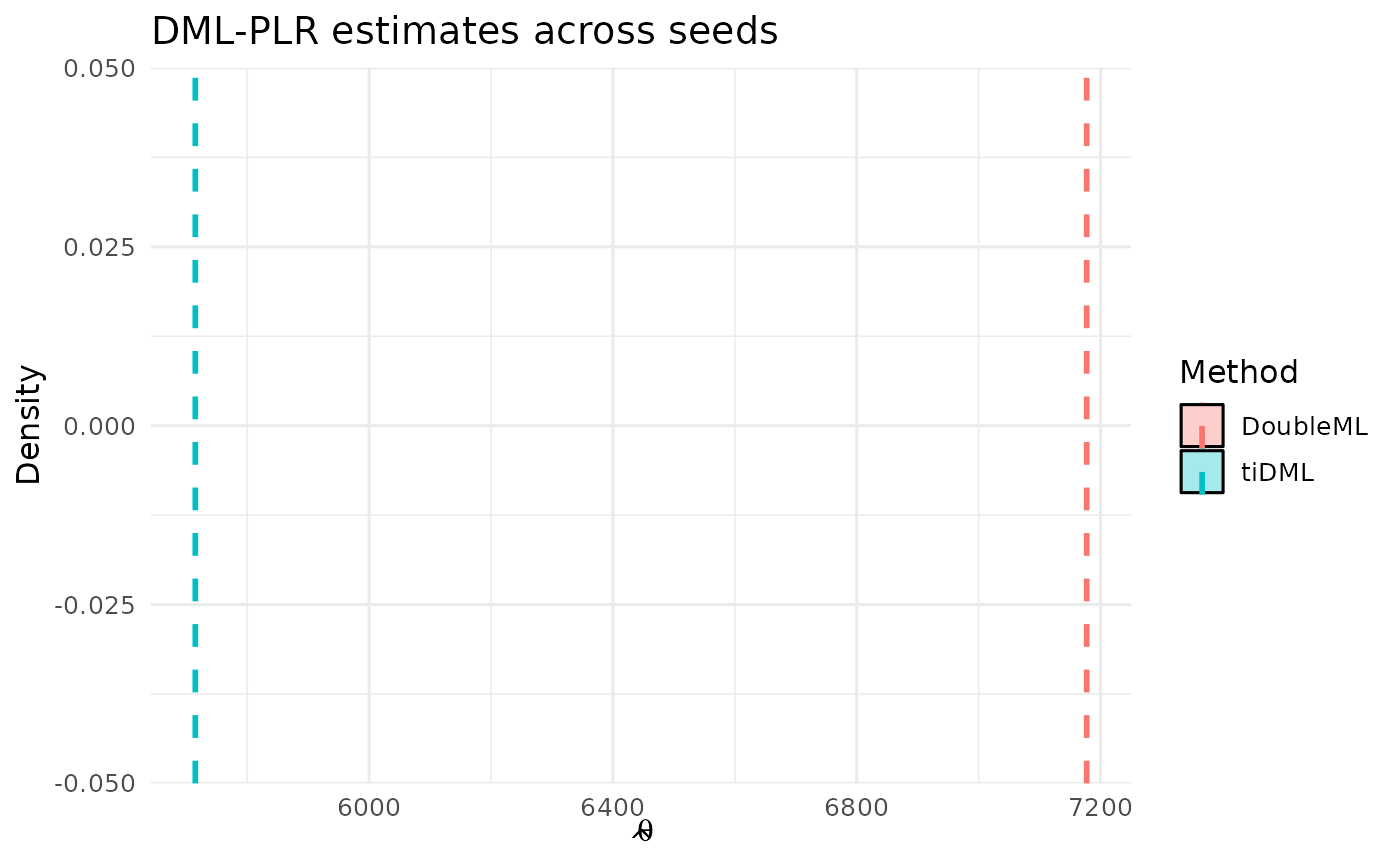 DML-PLR estimates across seeds
Density
0.050
0.025
0.000
-0.025
-0.050
6000 6400 6800 7200
θ̂
Method
DoubleML
tiDML